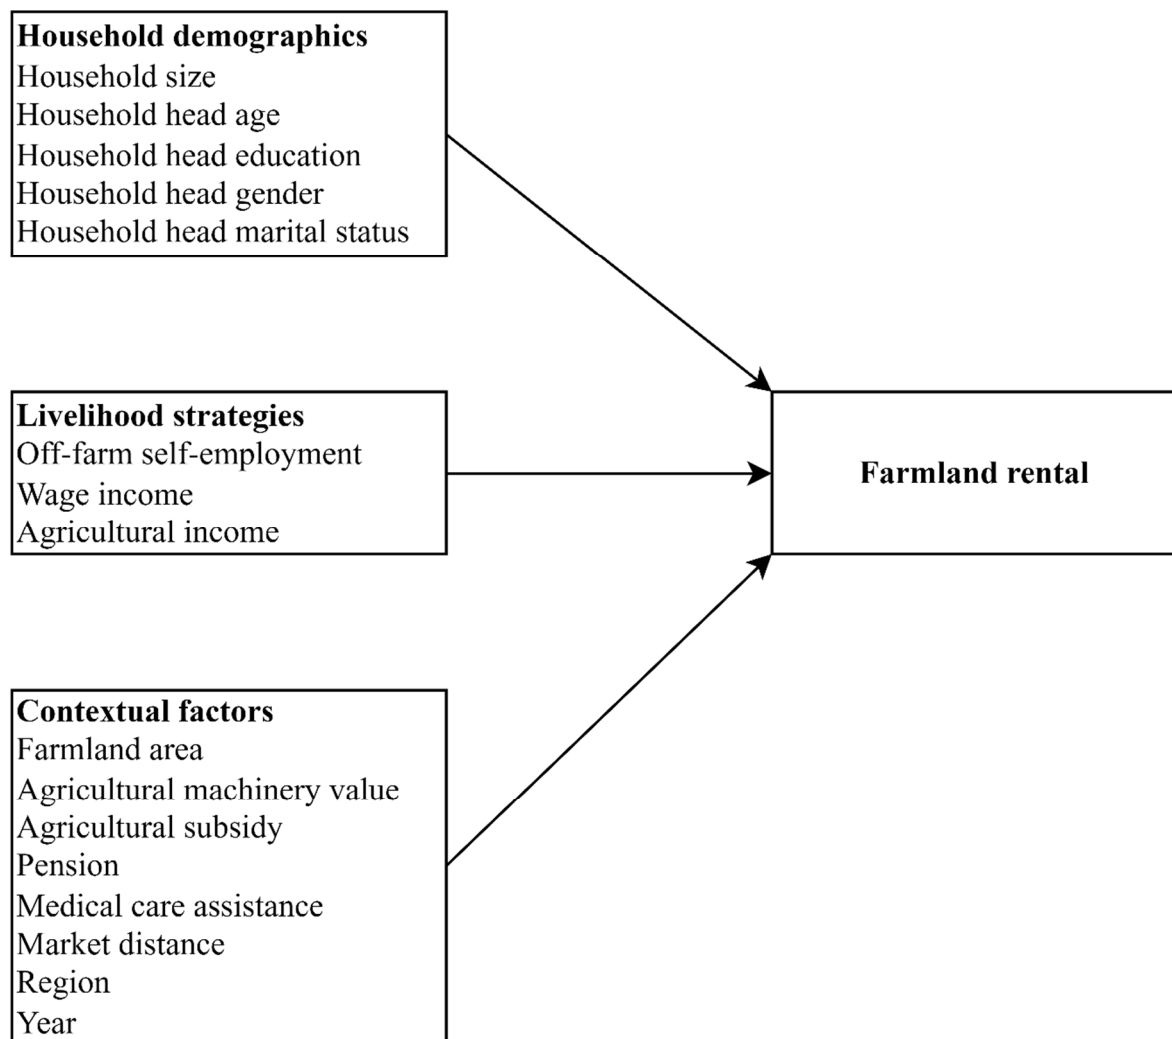 Household demographics
Household size
Household head age
Household head education
Household head gender
Household head marital status
Livelihood strategies
Off-farm self-employment
Wage income
Agricultural income
Farmland rental
Contextual factors
Farmland area
Agricultural machinery value
Agricultural subsidy
Pension
Medical care assistance
Market distance
Region
Year